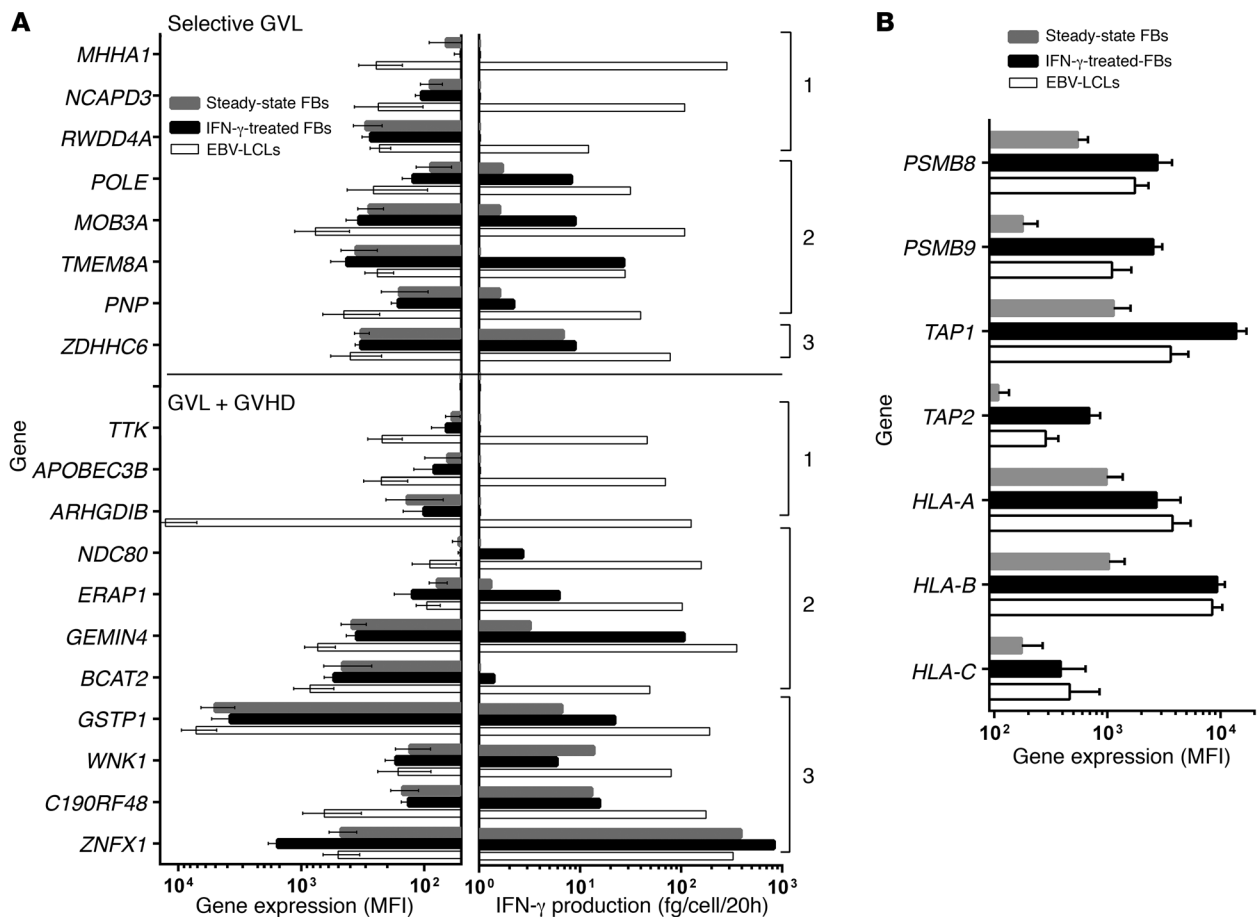 A
Selective GVL
MHHA1
NCAPD3
RWDD4A
POLE
MOB3A
TMEM8A
PNP
ZDHHC6
Steady-state FBs
IFN-γ-treated FBs
EBV-LCLs
1
2
3
GVL + GVHD
Gene
TTK
APOBEC3B
ARHGDIB
NDC80
ERAP1
GEMIN4
BCAT2
GSTP1
WNK1
C190RF48
ZNFX1
1
2
3
10⁴ 10³ 10² 10⁰ 10¹ 10² 10³
Gene expression (MFI) IFN-γ production (fg/cell/20h)
B
Steady-state FBs
IFN-γ-treated-FBs
EBV-LCLs
Gene
PSMB8
PSMB9
TAP1
TAP2
HLA-A
HLA-B
HLA-C
10² 10³ 10⁴
Gene expression (MFI)